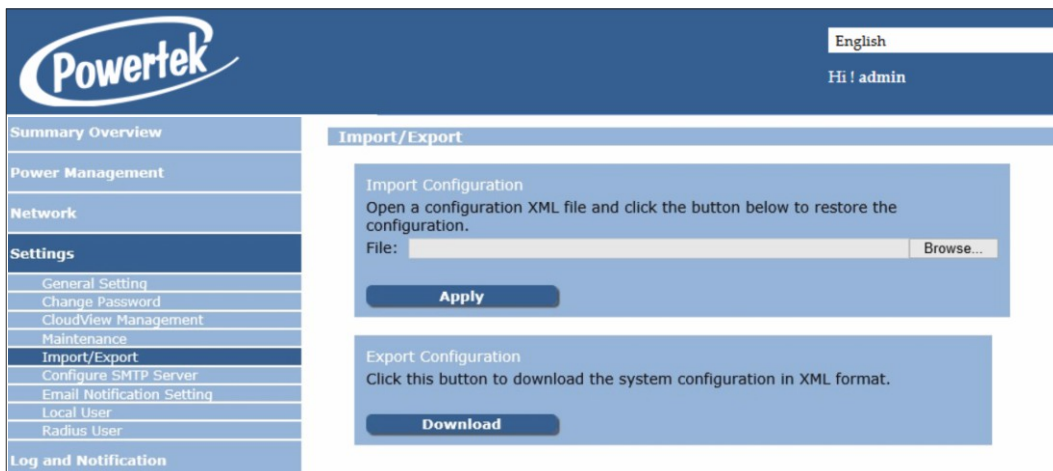 Powertek
English
Hi ! admin
Summary Overview
Power Management
Network
Settings
General Setting
Change Password
CloudView Management
Maintenance
Import/Export
Configure SMTP Server
Email Notification Setting
Local User
Radius User
Log and Notification
Import/Export
Import Configuration
Open a configuration XML file and click the button below to restore the
configuration.
File:
Browse...
Apply
Export Configuration
Click this button to download the system configuration in XML format.
Download